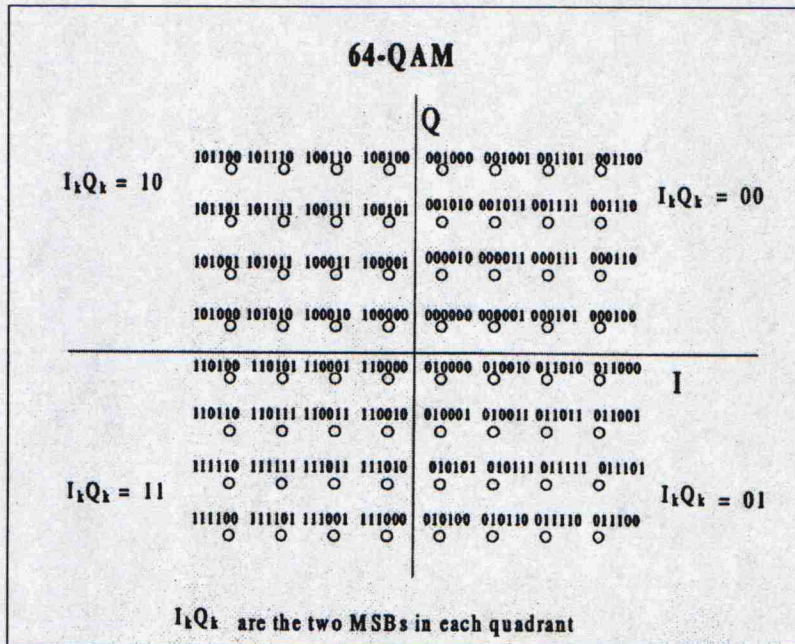 64-QAM
Q
101100 101110 100110 100100 001000 001001 001101 001100
IkQk = 10
IkQk = 00
101101 101111 100111 100101 001010 001011 001111 001110
101001 101011 100011 100001 000010 000011 000111 000110
101000 101010 100010 100000 000000 000001 000101 000100
110100 110101 110001 110000 010000 010010 011010 011000
I
110110 110111 110011 110010 010001 010011 011011 011001
111110 111111 111011 111010 010101 010111 011111 011101
IkQk = 11
IkQk = 01
111100 111101 111001 111000 010100 010110 011110 011100
IkQk are the two MSBs in each quadrant